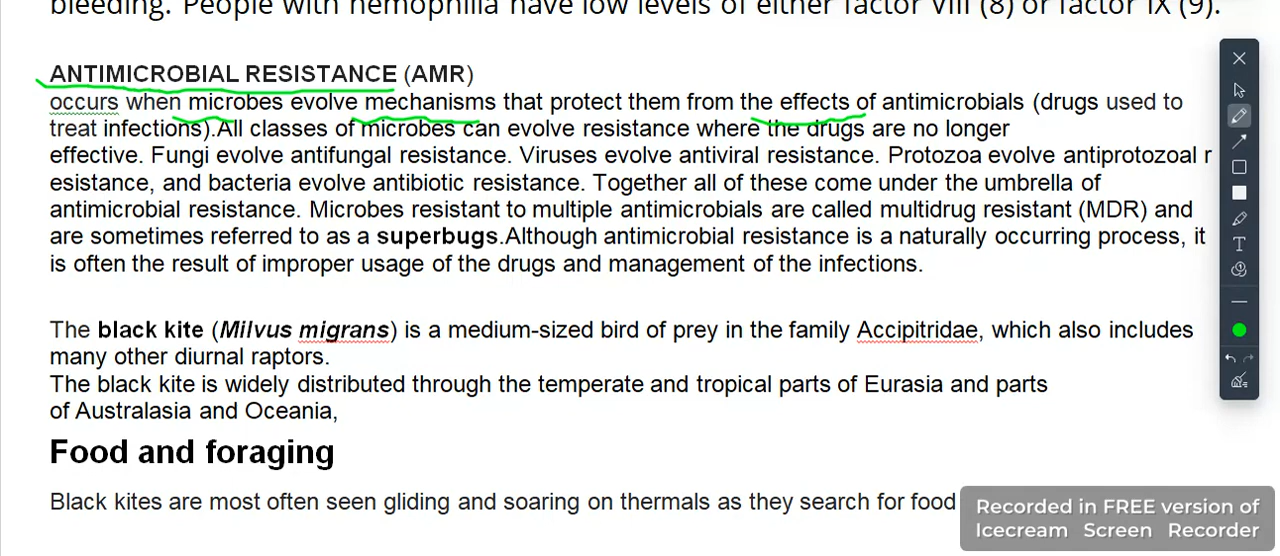 bleeding. People with hemophilia have low levels of either factor VIII (8) or factor IX (9).
ANTIMICROBIAL RESISTANCE (AMR)
occurs when microbes evolve mechanisms that protect them from the effects of antimicrobials (drugs used to
treat infections).All classes of microbes can evolve resistance where the drugs are no longer
effective. Fungi evolve antifungal resistance. Viruses evolve antiviral resistance. Protozoa evolve antiprotozoal r
esistance, and bacteria evolve antibiotic resistance. Together all of these come under the umbrella of
antimicrobial resistance. Microbes resistant to multiple antimicrobials are called multidrug resistant (MDR) and
are sometimes referred to as a superbugs.Although antimicrobial resistance is a naturally occurring process, it
is often the result of improper usage of the drugs and management of the infections.
The black kite (Milvus migrans) is a medium-sized bird of prey in the family Accipitridae, which also includes
many other diurnal raptors.
The black kite is widely distributed through the temperate and tropical parts of Eurasia and parts
of Australasia and Oceania,
Food and foraging
Black kites are most often seen gliding and soaring on thermals as they search for food
Recorded in FREE version of
Icecream Screen Recorder